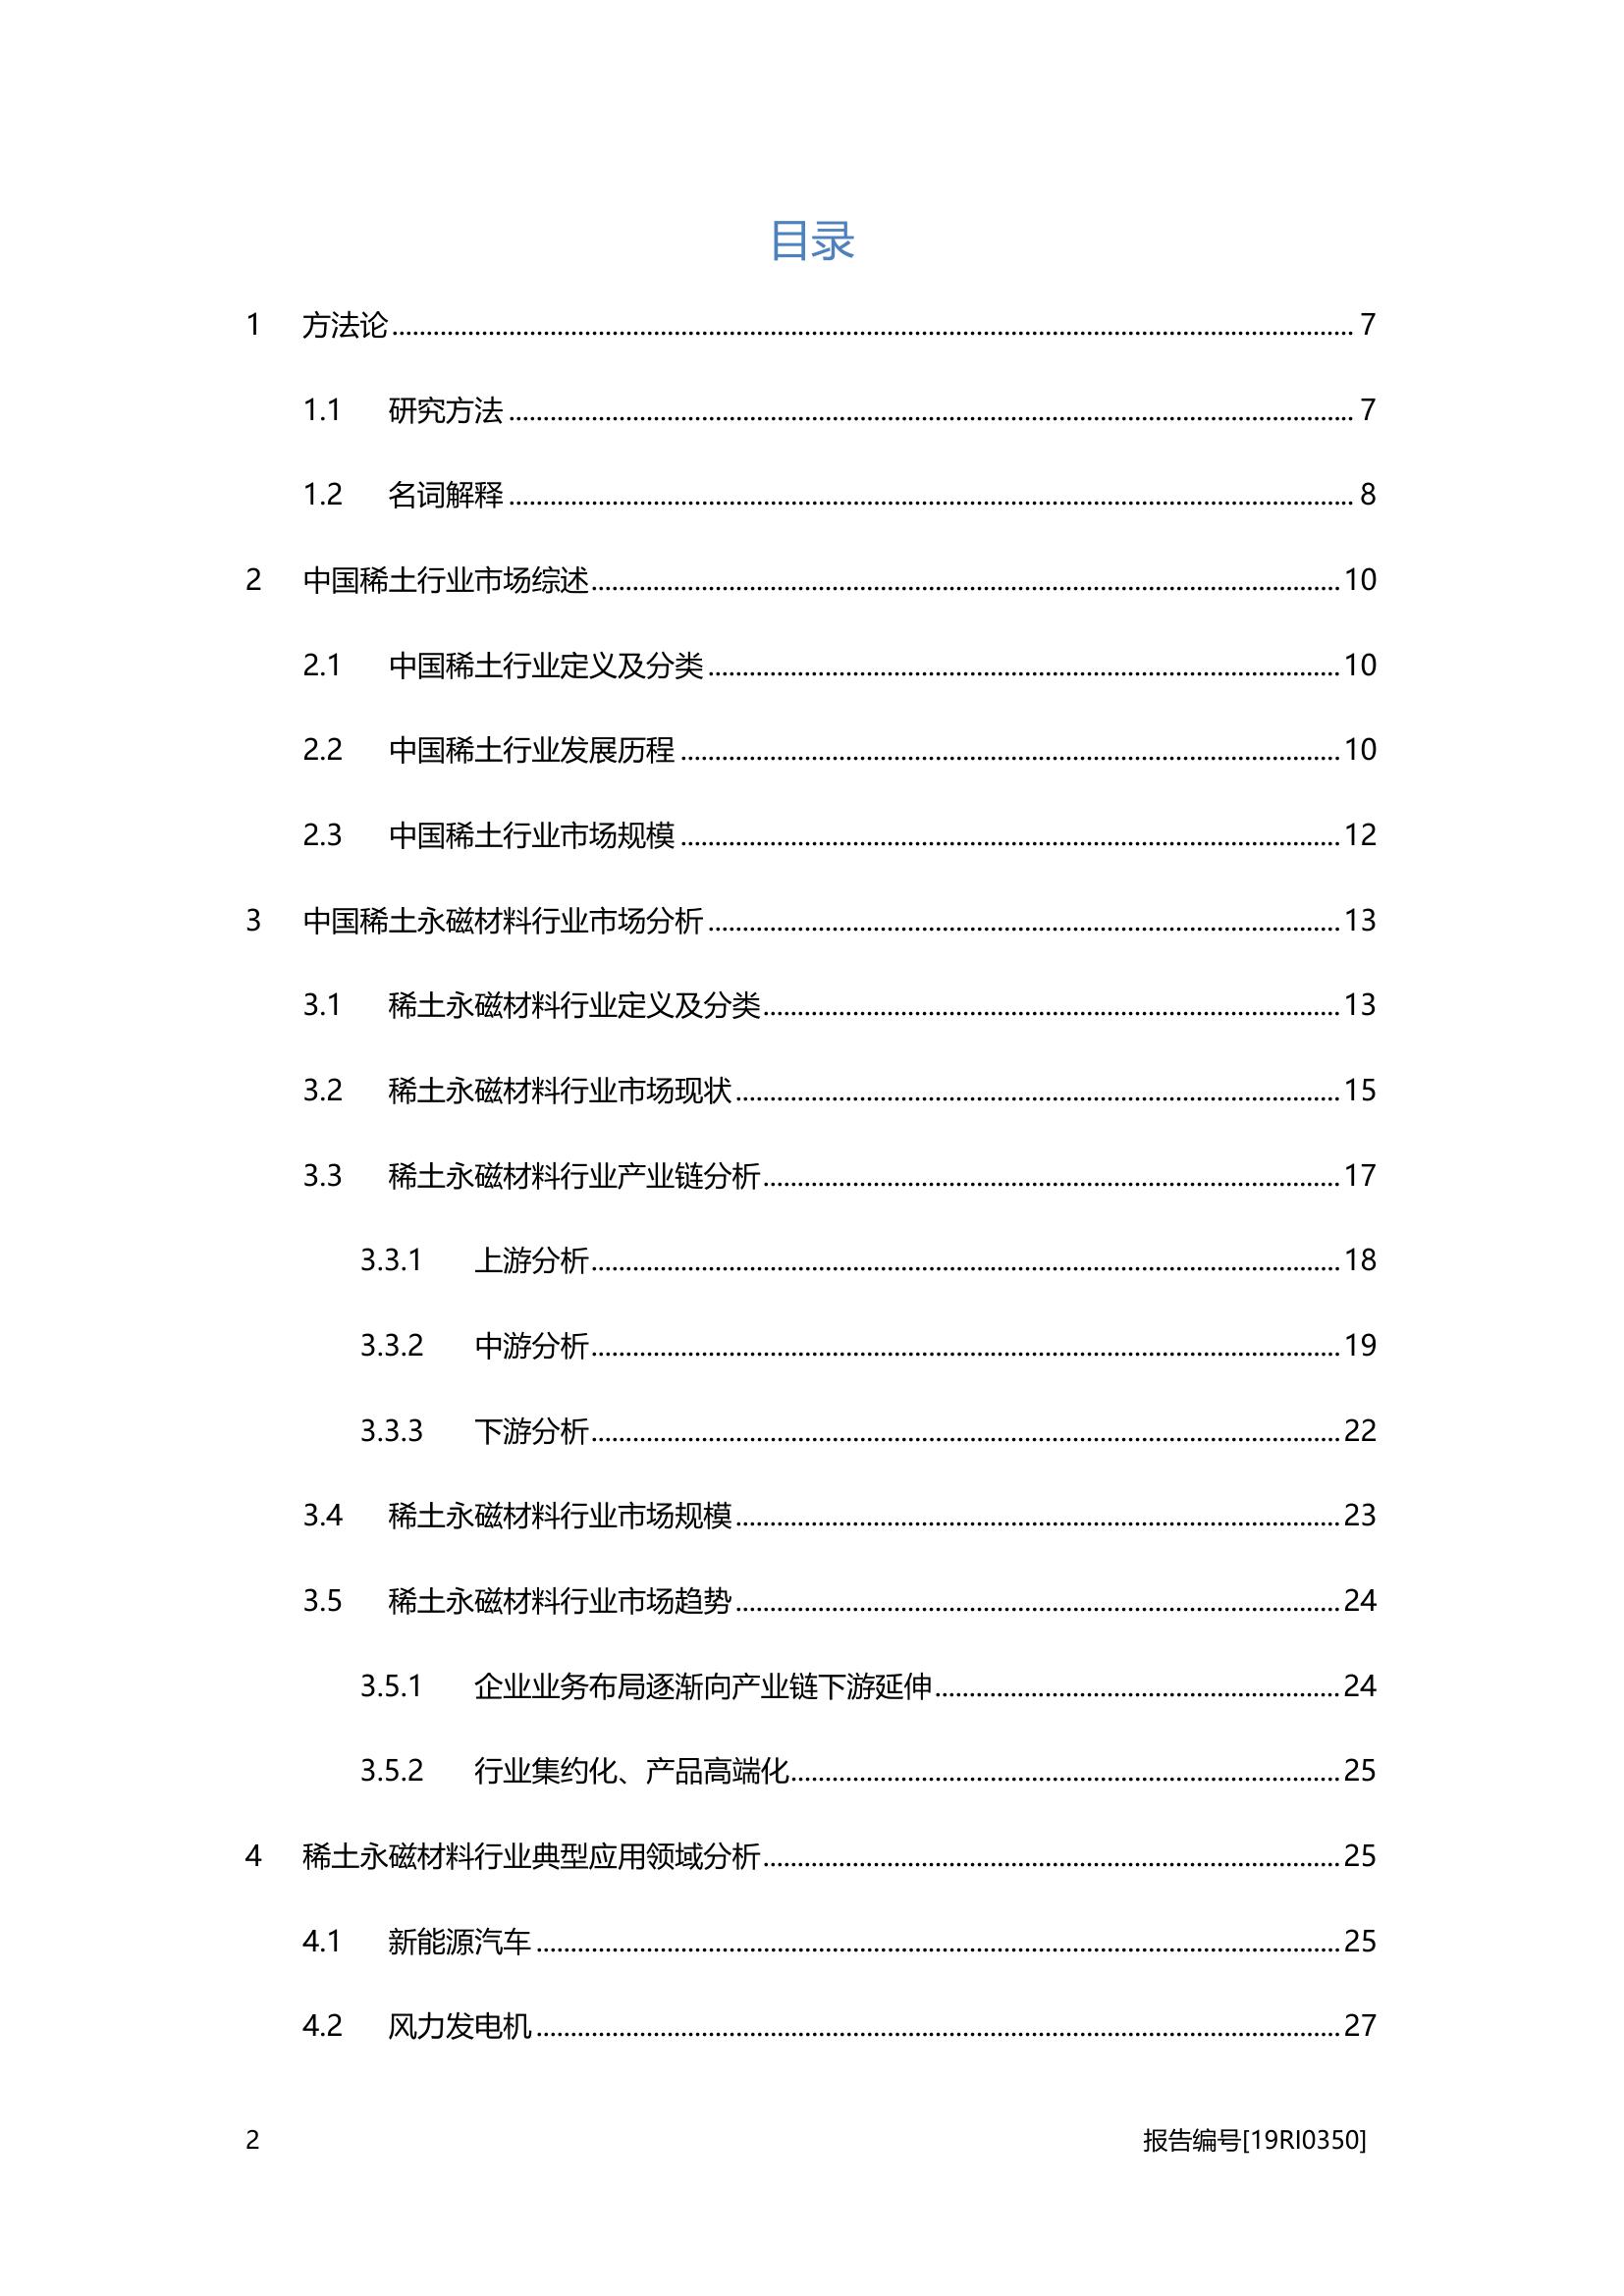 目录
1 方法论 7
1.1 研究方法 7
1.2 名词解释 8
2 中国稀土行业市场综述 10
2.1 中国稀土行业定义及分类 10
2.2 中国稀土行业发展历程 10
2.3 中国稀土行业市场规模 12
3 中国稀土永磁材料行业市场分析 13
3.1 稀土永磁材料行业定义及分类 13
3.2 稀土永磁材料行业市场现状 15
3.3 稀土永磁材料行业产业链分析 17
3.3.1 上游分析 18
3.3.2 中游分析 19
3.3.3 下游分析 22
3.4 稀土永磁材料行业市场规模 23
3.5 稀土永磁材料行业市场趋势 24
3.5.1 企业业务布局逐渐向产业链下游延伸 24
3.5.2 行业集约化、产品高端化 25
4 稀土永磁材料行业典型应用领域分析 25
4.1 新能源汽车 25
4.2 风力发电机 27
2 报告编号[19RI0350]